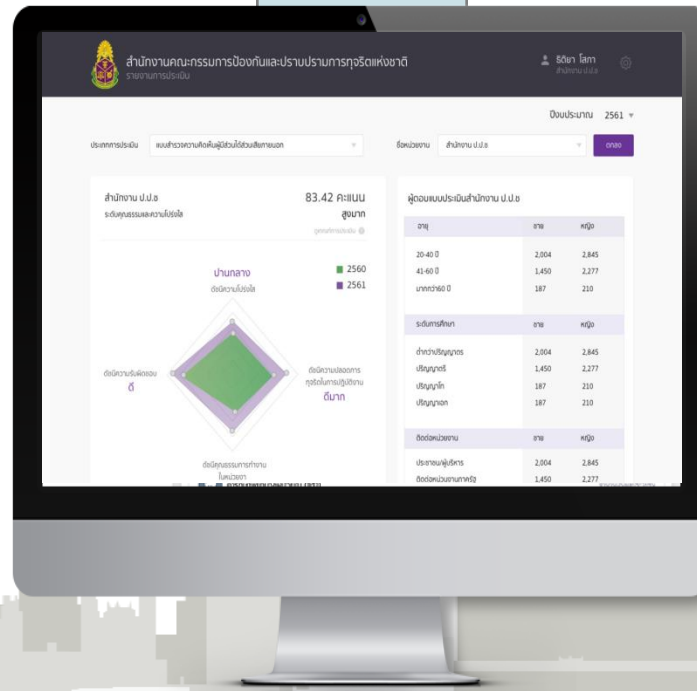 สำนักงานคณะกรรมการป้องกันและปราบปรามการทุจริตแห่งชาติ
รายงานการประเมิน
ธิติยา โสภา
สำนักงาน ป.ป.ช
ปีงบประมาณ 2561
ประเภทการประเมิน แบบสำรวจความคิดเห็นผู้มีส่วนได้ส่วนเสียภายนอก ชื่อหน่วยงาน สำนักงาน ป.ป.ช ตกลง
สำนักงาน ป.ป.ช 83.42 คะแนน
ระดับคุณธรรมและความโปร่งใส สูงมาก
2560
2561
ปานกลาง
ดัชนีความโปร่งใส
ดัชนีความรับผิดชอบ
ดี
ดัชนีความปลอดการ
ทุจริตในการปฏิบัติงาน
ดีมาก
ดัชนีคุณธรรมการทำงาน
ในหน่วยงา
ผู้ตอบแบบประเมินสำนักงาน ป.ป.ช
อายุ ชาย หญิง
20-40 ปี 2,004 2,845
41-60 ปี 1,450 2,277
มากกว่า60 ปี 187 210
ระดับการศึกษา ชาย หญิง
ต่ำกว่าปริญญาตร 2,004 2,845
ปริญญาตรี 1,450 2,277
ปริญญาโท 187 210
ปริญญาเอก 187 210
ติดต่อหน่วยงาน ชาย หญิง
ประชาชน/ผู้บริหาร 2,004 2,845
ติดต่อหน่วยงานภาครัฐ 1,450 2,277